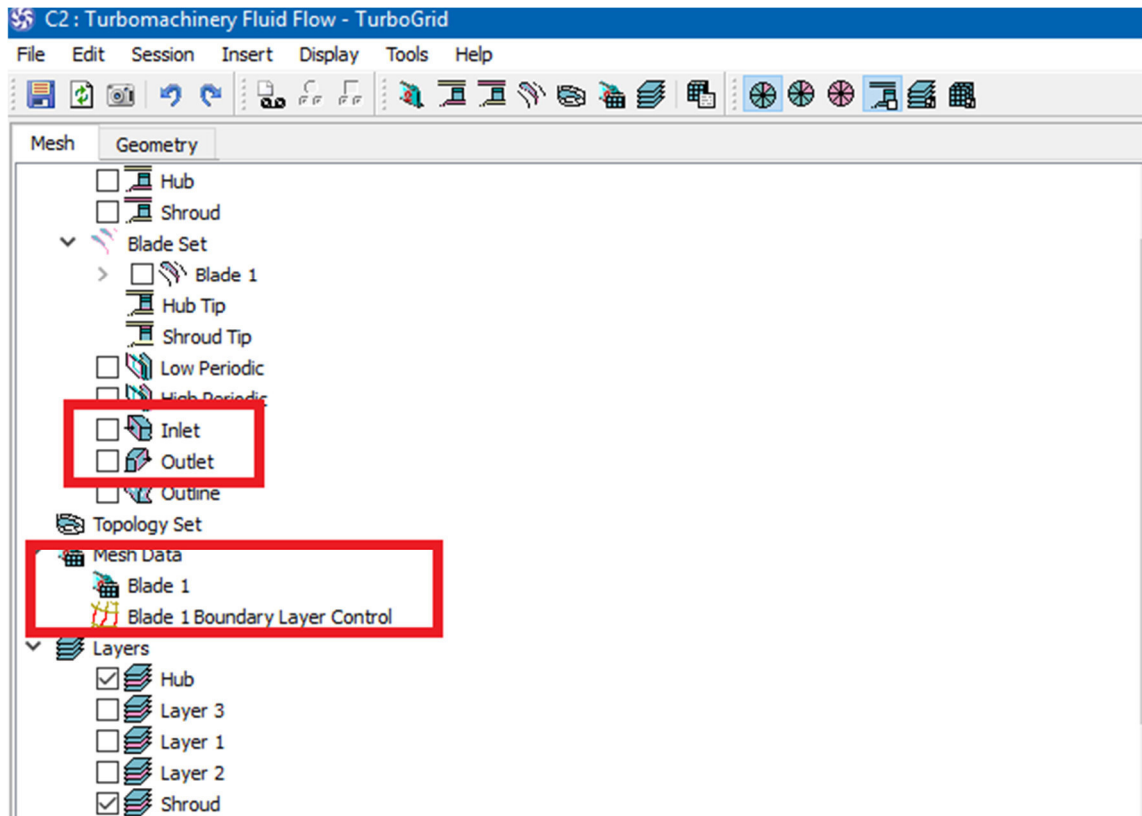 C2 : Turbomachinery Fluid Flow - TurboGrid
File Edit Session Insert Display Tools Help
Mesh Geometry
Hub
Shroud
Blade Set
Blade 1
Hub Tip
Shroud Tip
Low Periodic
High Periodic
Inlet
Outlet
Outline
Topology Set
Mesh Data
Blade 1
Blade 1 Boundary Layer Control
Layers
Hub
Layer 3
Layer 1
Layer 2
Shroud